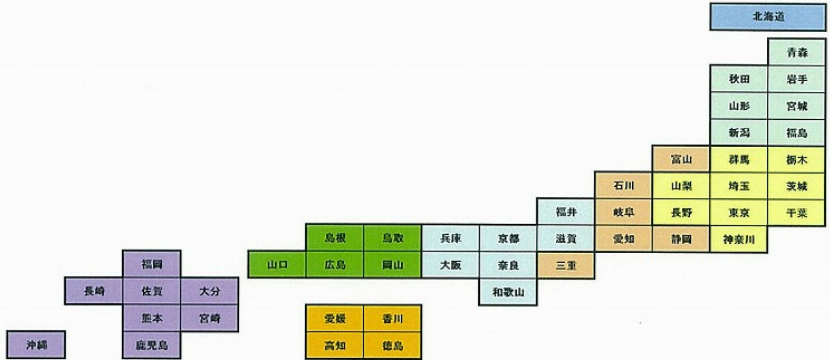 北海道
青森
秋田 岩手
山形 宮城
新潟 福島
富山 群馬 栃木
石川 山梨 埼玉 茨城
福井 岐阜 長野 東京 千葉
島根 鳥取 兵庫 京都 滋賀 愛知 静岡 神奈川
福岡 山口 広島 岡山 大阪 奈良 三重
長崎 佐賀 大分 和歌山
熊本 宮崎 愛媛 香川
沖縄 鹿児島 高知 徳島